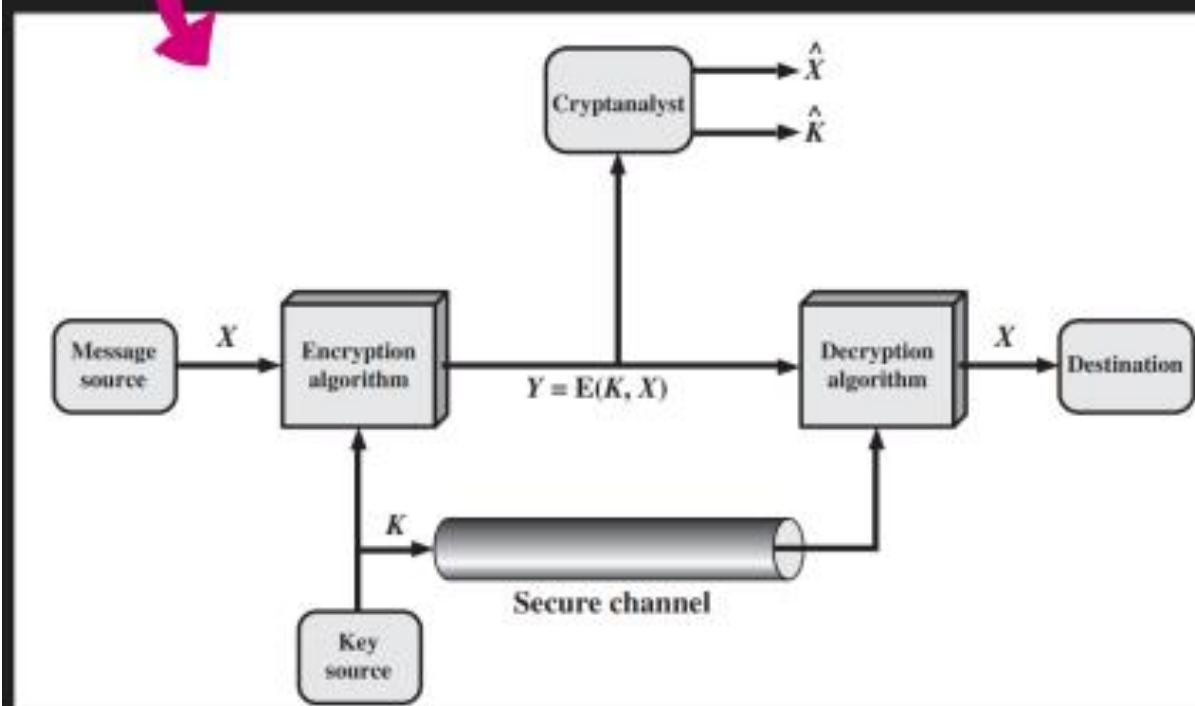 Cryptanalyst
X̂
K̂
Message
source
X
Encryption
algorithm
Y = E(K, X)
Decryption
algorithm
X
Destination
K
Secure channel
Key
source